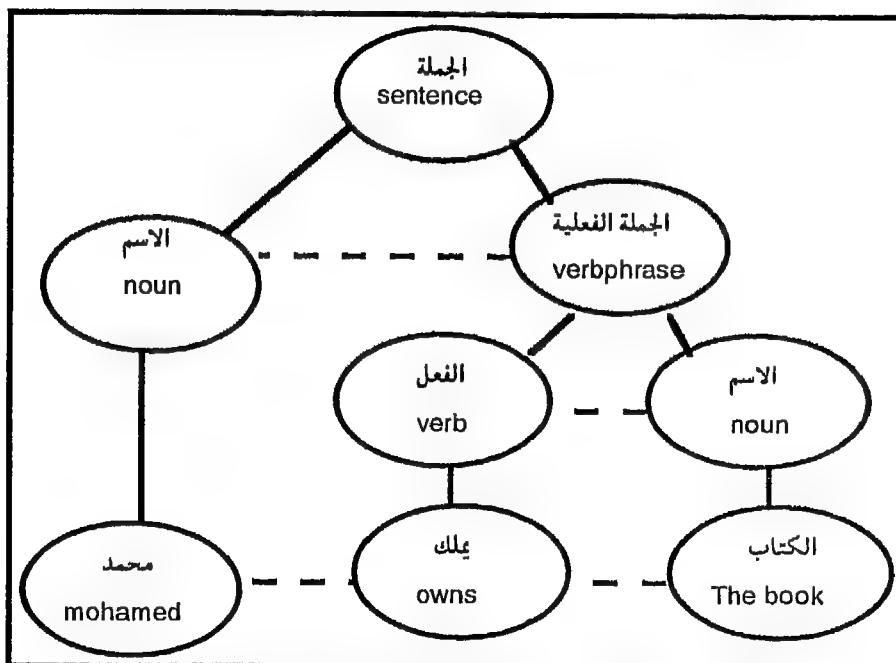 الجملة
sentence
الجملة الفعلية
verbphrase
الاسم
noun
الفعل
verb
الاسم
noun
محمد
mohamed
يملك
owns
الكتاب
The book